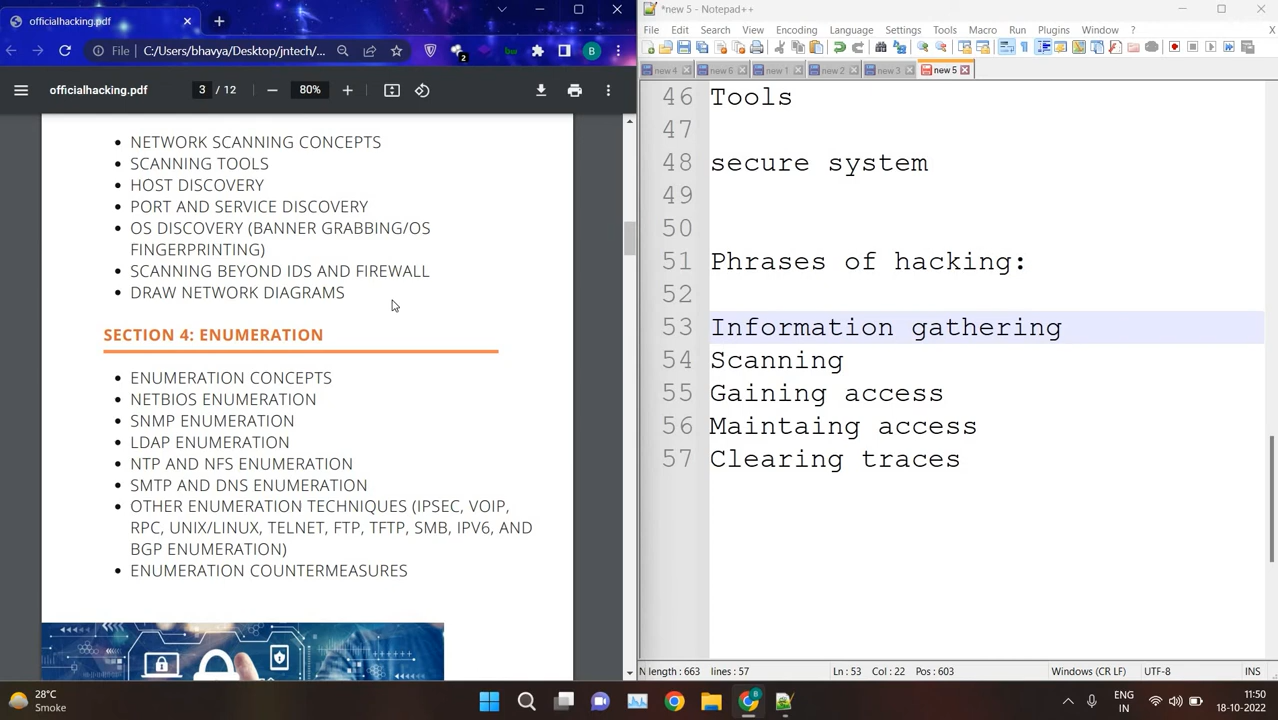 officialhacking.pdf
File
C:/Users/bhavya/Desktop/jntech/...
B
2
officialhacking.pdf
3 / 12
80%
NETWORK SCANNING CONCEPTS
SCANNING TOOLS
HOST DISCOVERY
PORT AND SERVICE DISCOVERY
OS DISCOVERY (BANNER GRABBING/OS
FINGERPRINTING)
SCANNING BEYOND IDS AND FIREWALL
DRAW NETWORK DIAGRAMS
SECTION 4: ENUMERATION
ENUMERATION CONCEPTS
NETBIOS ENUMERATION
SNMP ENUMERATION
LDAP ENUMERATION
NTP AND NFS ENUMERATION
SMTP AND DNS ENUMERATION
OTHER ENUMERATION TECHNIQUES (IPSEC, VOIP,
RPC, UNIX/LINUX, TELNET, FTP, TFTP, SMB, IPV6, AND
BGP ENUMERATION)
ENUMERATION COUNTERMEASURES
*new 5 - Notepad++
File Edit Search View Encoding Language Settings Tools Macro Run Plugins Window ?
new 4 new 6 new 1 new 2 new 3 new 5
46 Tools
47
48 secure system
49
50
51 Phrases of hacking:
52
53 Information gathering
54 Scanning
55 Gaining access
56 Maintaing access
57 Clearing traces
N length : 663 lines : 57 Ln : 53 Col : 22 Pos : 603 Windows (CR LF) UTF-8 INS
28°C
Smoke
ENG
IN
11:50
18-10-2022